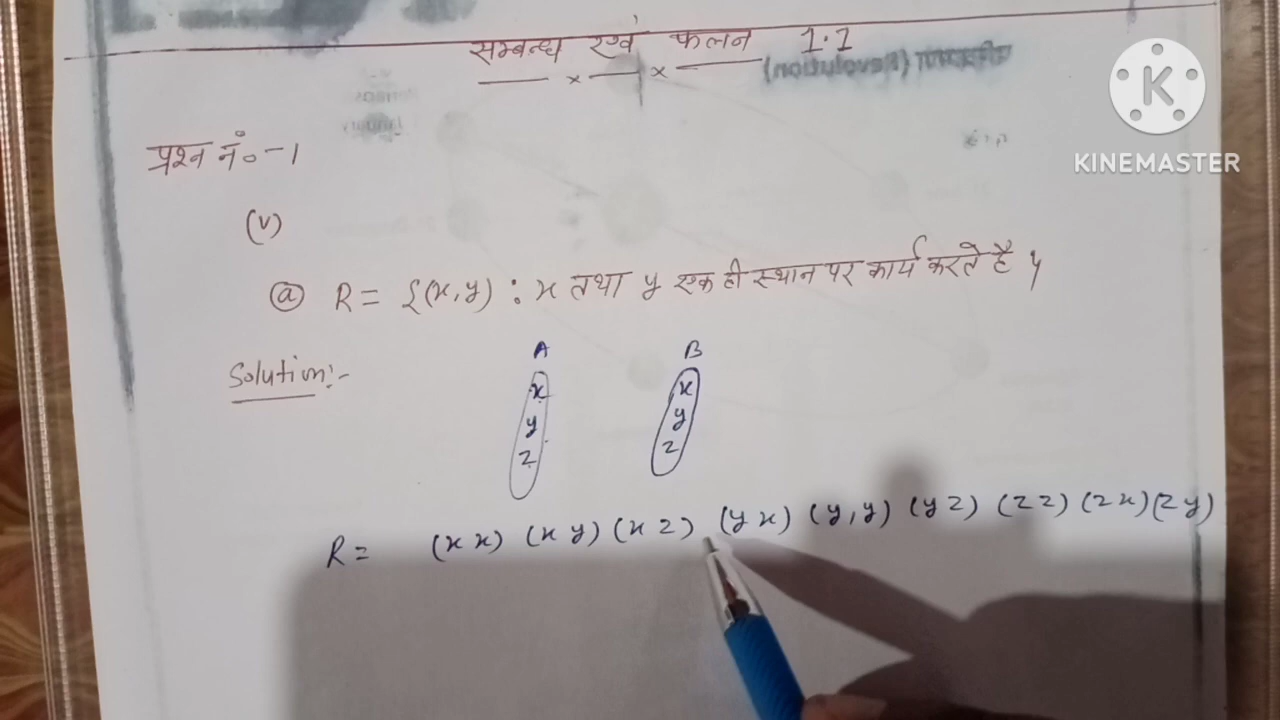 सम्बन्ध एवं फलन 1.1
प्रश्न नं०-1
(v)
ⓐ R = {(x,y) : x तथा y एक ही स्थान पर कार्य करते है }
Solution:-
A B
x x
y y
z z
R = (x x) (x y) (x z) (y x) (y,y) (y z) (z z) (z x) (z y)
K
KINEMASTER